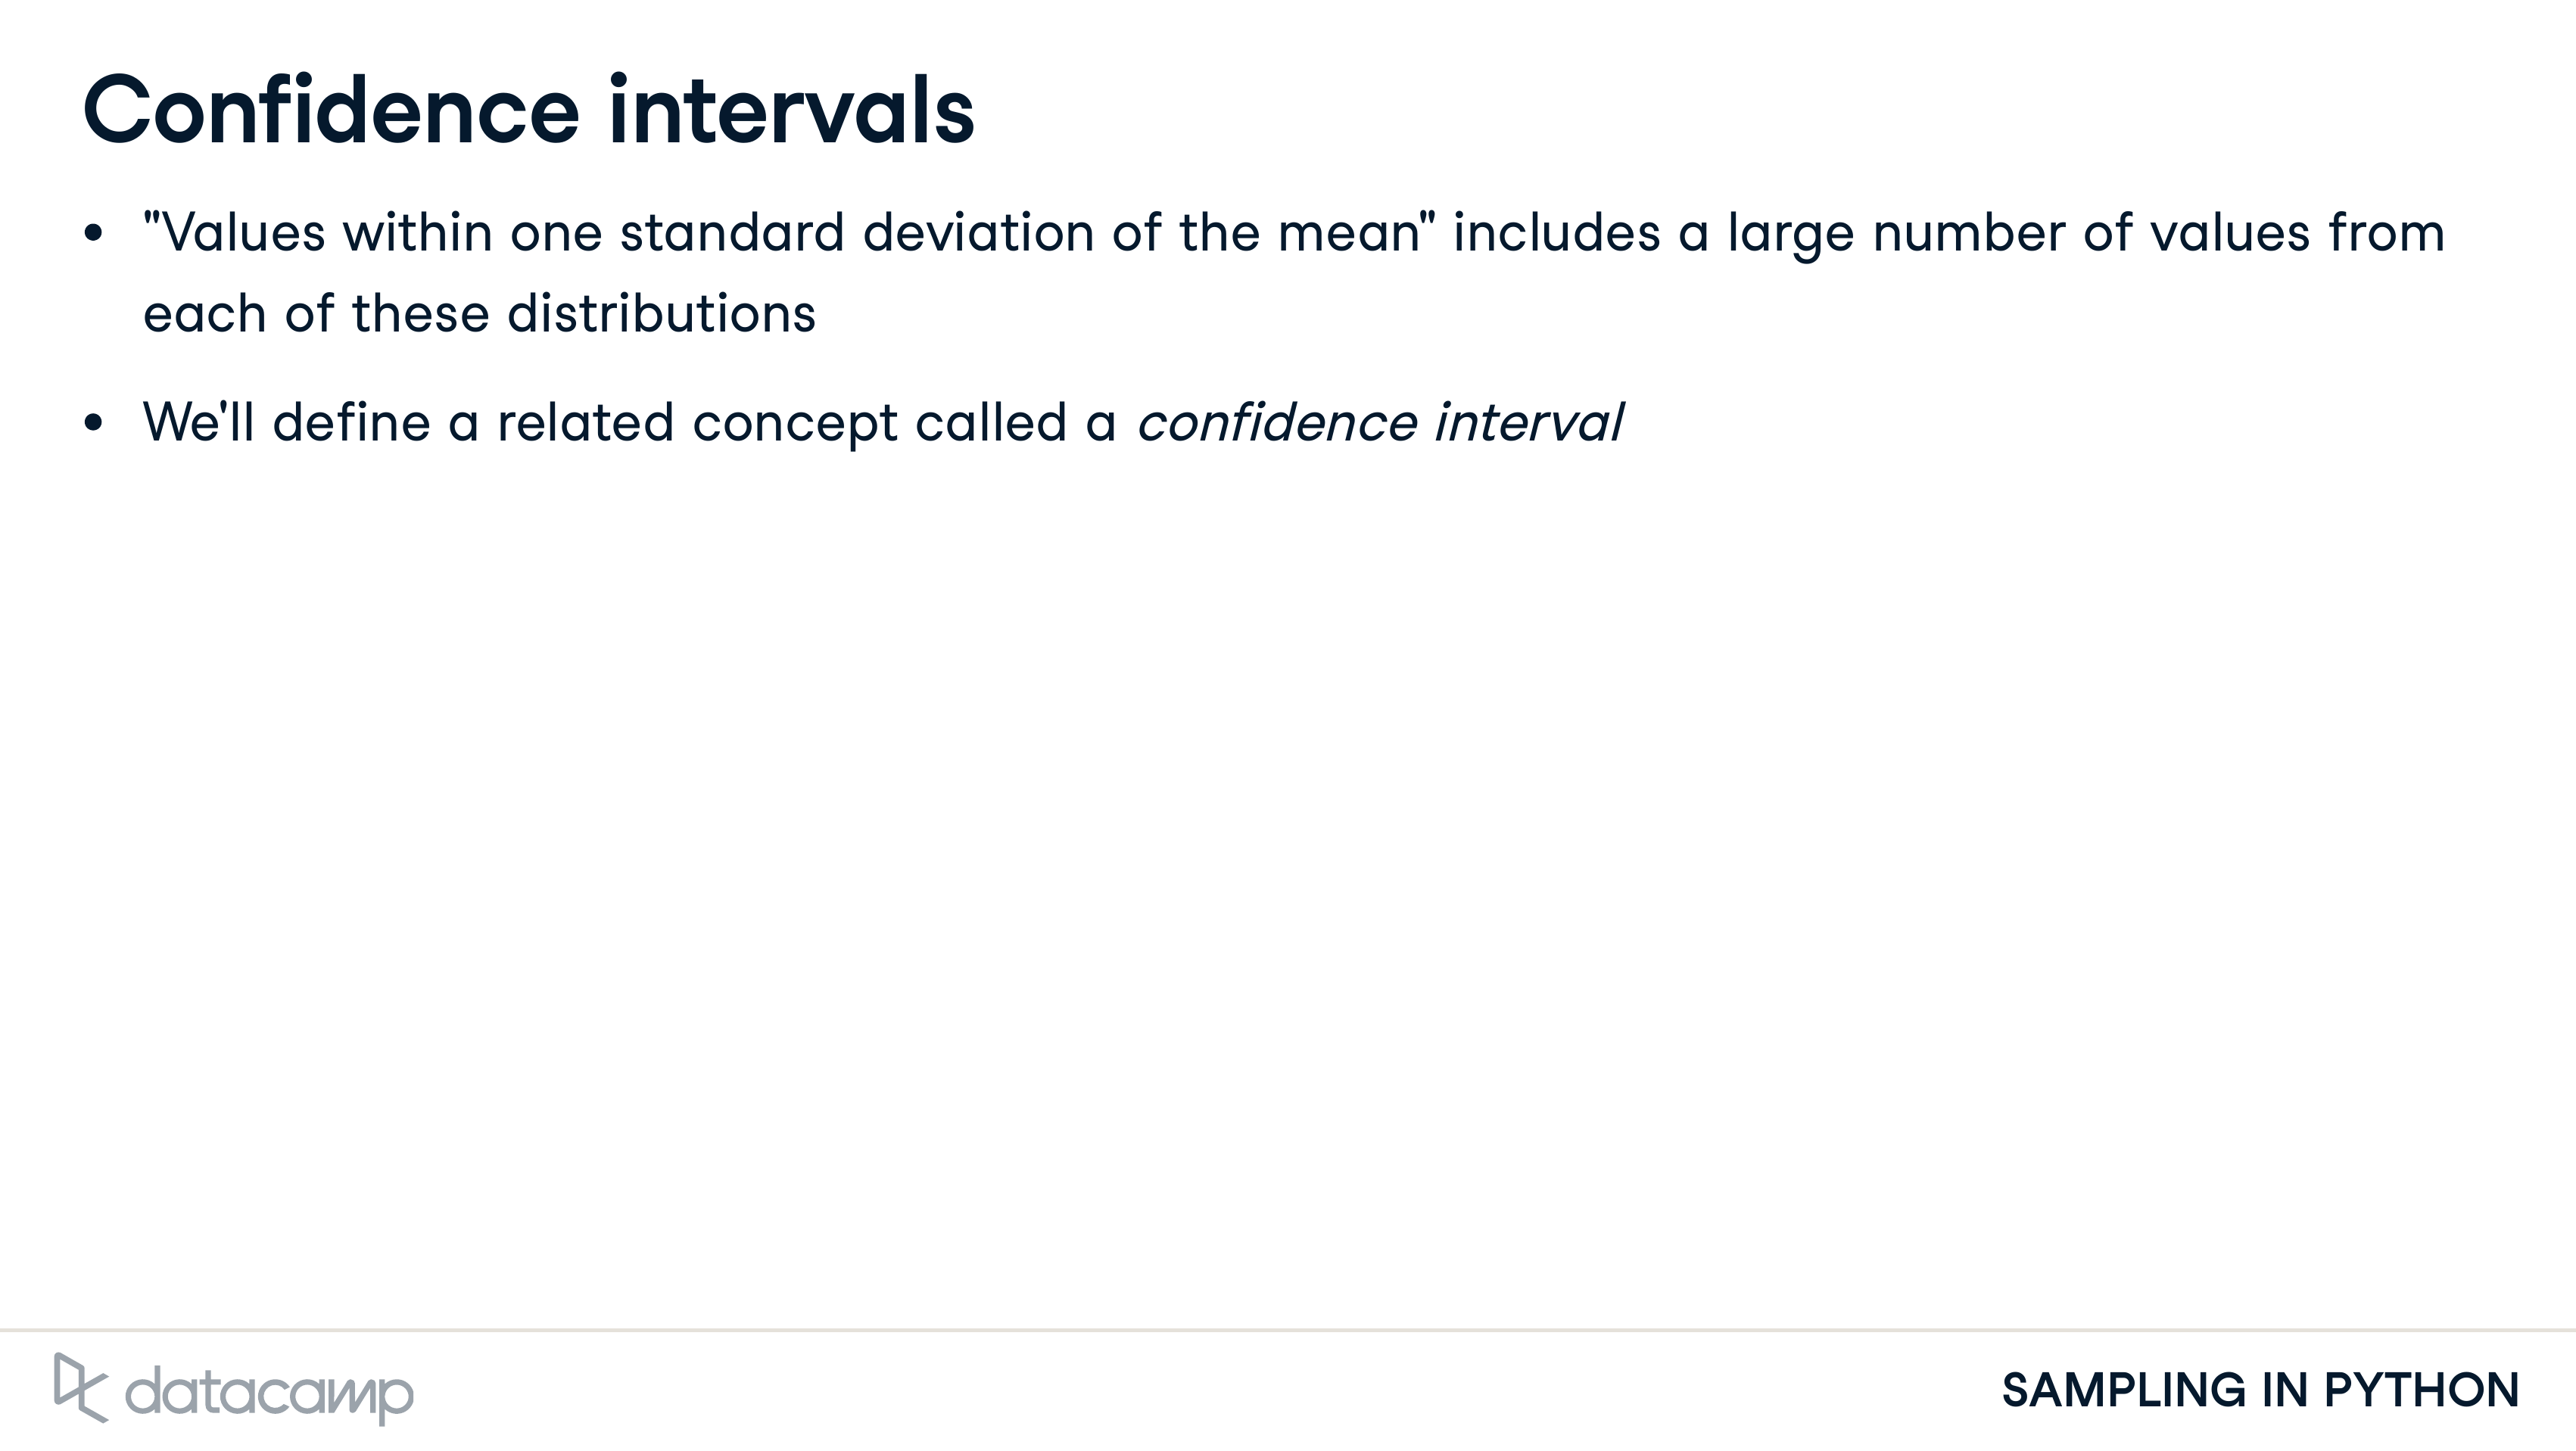 Confidence intervals
• "Values within one standard deviation of the mean" includes a large number of values from
each of these distributions
• We'll define a related concept called a confidence interval
datacamp
SAMPLING IN PYTHON